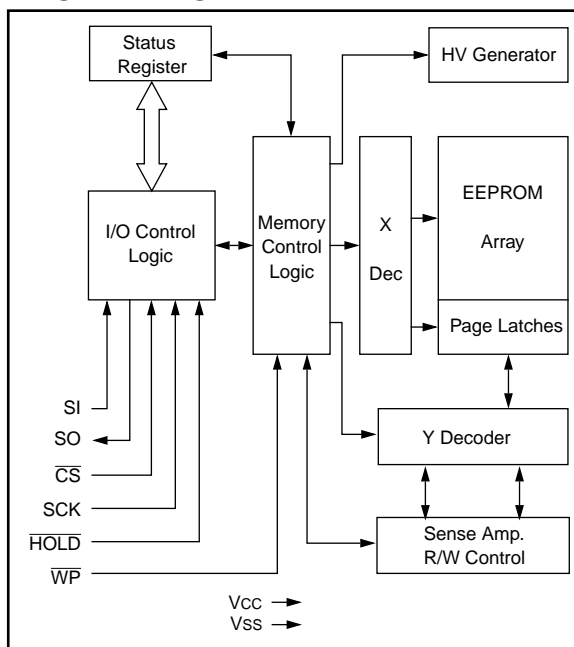 Status
Register
HV Generator
I/O Control
Logic
Memory
Control
Logic
X
Dec
EEPROM
Array
Page Latches
Y Decoder
Sense Amp.
R/W Control
SI
SO
CS
SCK
HOLD
WP
VCC
VSS